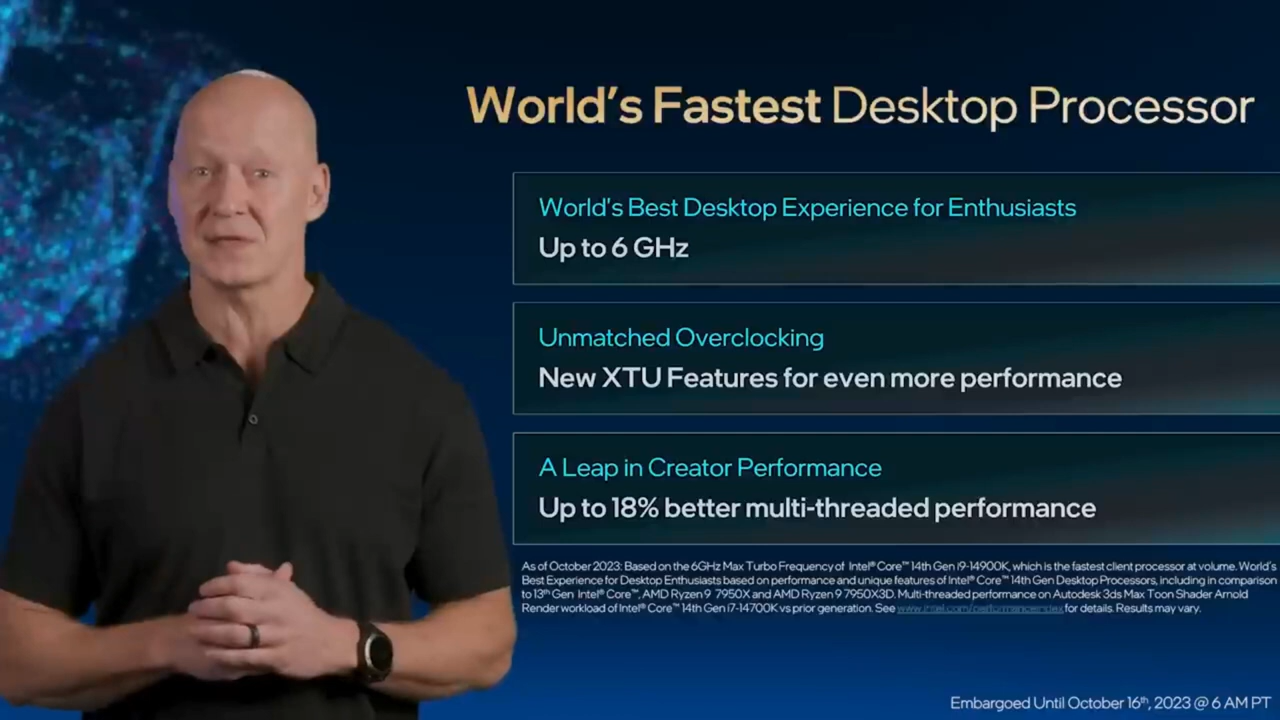 World's Fastest Desktop Processor
World's Best Desktop Experience for Enthusiasts
Up to 6 GHz
Unmatched Overclocking
New XTU Features for even more performance
A Leap in Creator Performance
Up to 18% better multi-threaded performance
As of October 2023: Based on the 6GHz Max Turbo Frequency of Intel® Core™ 14th Gen i9-14900K, which is the fastest client processor at volume. World's
Best Experience for Desktop Enthusiasts based on performance and unique features of Intel® Core™ 14th Gen Desktop Processors, including in comparison
to 13th Gen Intel® Core™, AMD Ryzen 9 7950X and AMD Ryzen 9 7950X3D. Multi-threaded performance on Autodesk 3ds Max Toon Shader Arnold
Render workload of Intel® Core™ 14th Gen i7-14700K vs prior generation. See www.intel.com/performanceindex for details. Results may vary.
Embargoed Until October 16th, 2023 @ 6 AM PT